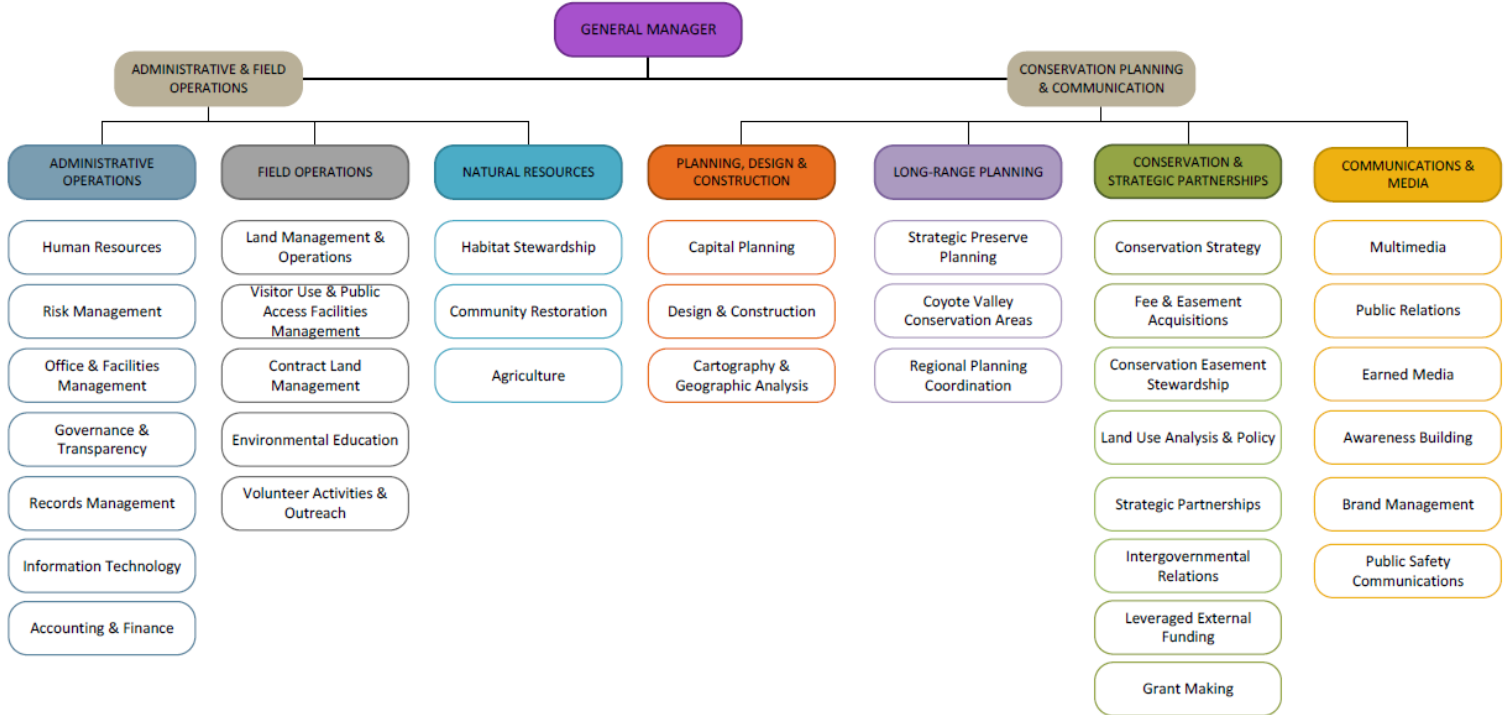 GENERAL MANAGER
ADMINISTRATIVE & FIELD
OPERATIONS
CONSERVATION PLANNING
& COMMUNICATION
ADMINISTRATIVE
OPERATIONS
FIELD OPERATIONS
NATURAL RESOURCES
PLANNING, DESIGN &
CONSTRUCTION
LONG-RANGE PLANNING
CONSERVATION &
STRATEGIC PARTNERSHIPS
COMMUNICATIONS &
MEDIA
Human Resources
Risk Management
Office & Facilities
Management
Governance &
Transparency
Records Management
Information Technology
Accounting & Finance
Land Management &
Operations
Visitor Use & Public
Access Facilities
Management
Contract Land
Management
Environmental Education
Volunteer Activities &
Outreach
Habitat Stewardship
Community Restoration
Agriculture
Capital Planning
Design & Construction
Cartography &
Geographic Analysis
Strategic Preserve
Planning
Coyote Valley
Conservation Areas
Regional Planning
Coordination
Conservation Strategy
Fee & Easement
Acquisitions
Conservation Easement
Stewardship
Land Use Analysis & Policy
Strategic Partnerships
Intergovernmental
Relations
Leveraged External
Funding
Grant Making
Multimedia
Public Relations
Earned Media
Awareness Building
Brand Management
Public Safety
Communications